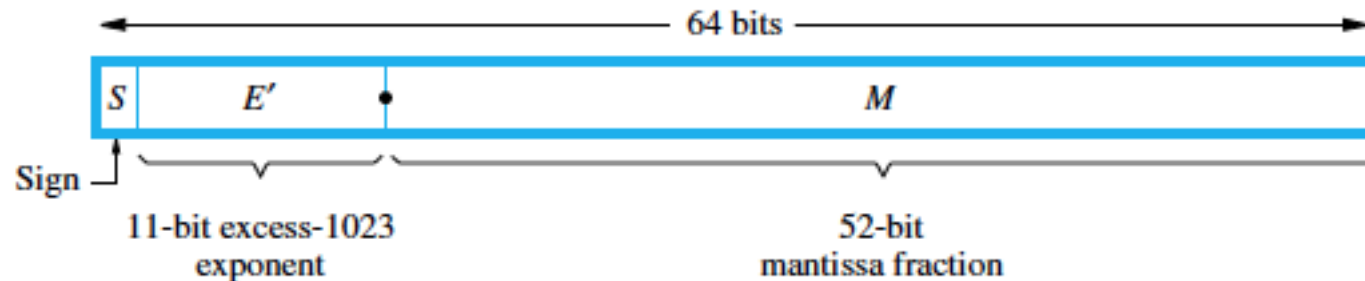 64 bits
S E′ M
Sign
11-bit excess-1023
exponent
52-bit
mantissa fraction